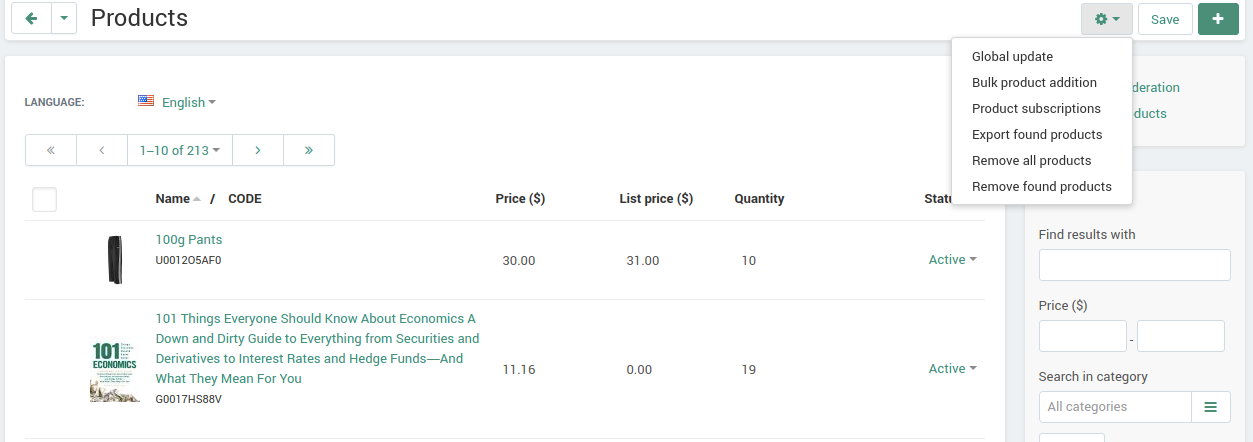 Products
Save
Global update
Bulk product addition
Product subscriptions
Export found products
Remove all products
Remove found products
deration
ducts
LANGUAGE:
English
« ‹ 1–10 of 213 › »
Name / CODE Price ($) List price ($) Quantity Statu
100g Pants
U0012O5AF0
30.00 31.00 10 Active
101 Things Everyone Should Know About Economics A
Down and Dirty Guide to Everything from Securities and
Derivatives to Interest Rates and Hedge Funds—And
What They Mean For You
G0017HS88V
101
ECONOMICS
11.16 0.00 19 Active
Find results with
Price ($)
-
Search in category
All categories